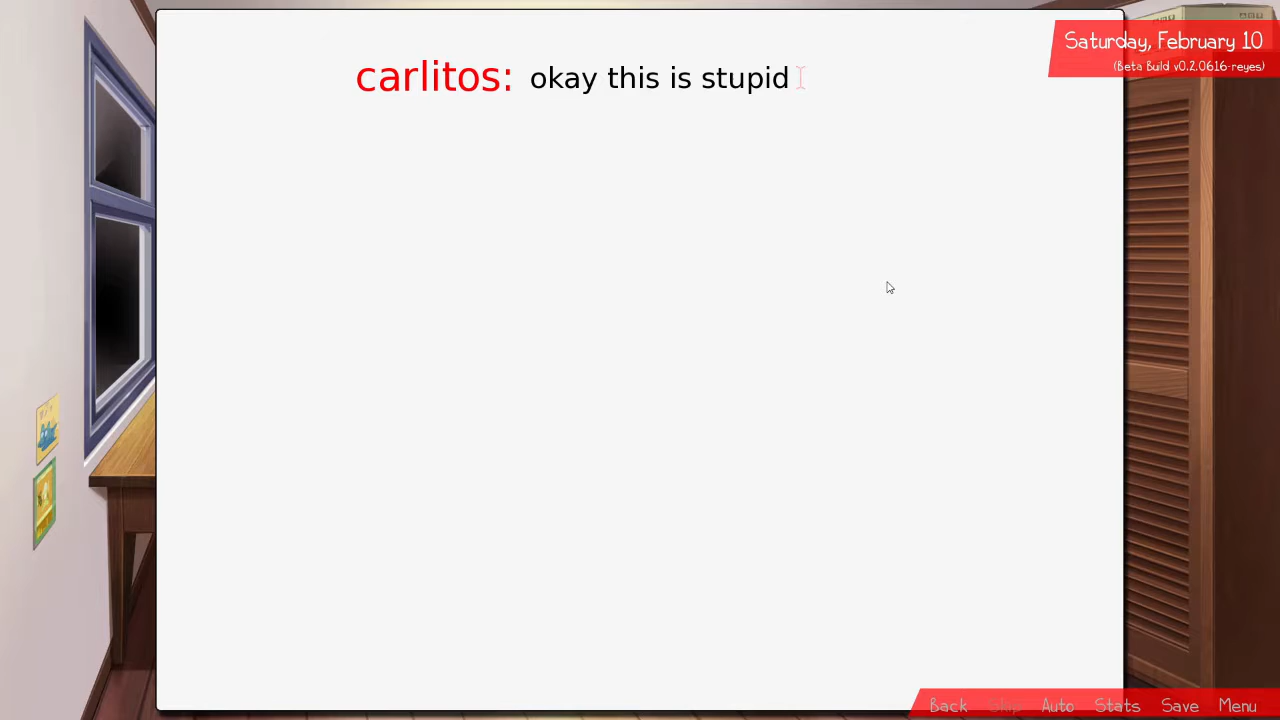 Saturday, February 10
(Beta Build v0.2.0616-reyes)
carlitos: okay this is stupid
Back Skip Auto Stats Save Menu